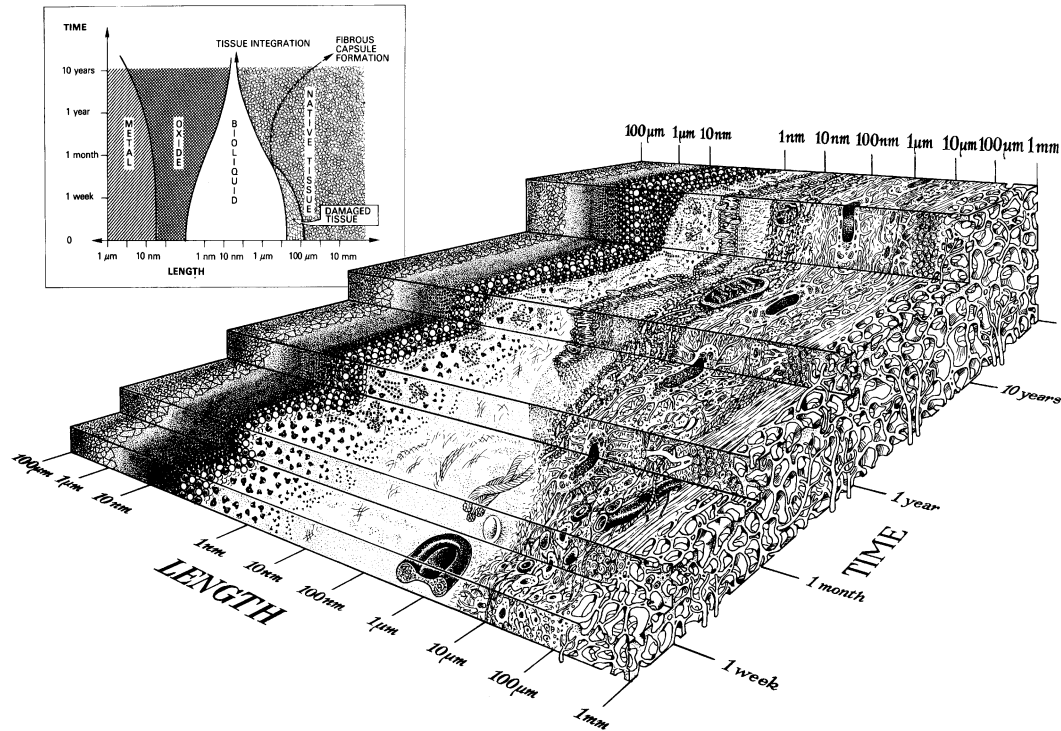 TIME
10 years
1 year
1 month
1 week
0
METAL
OXIDE
BIOLIQUID
NATIVE TISSUE
TISSUE INTEGRATION
FIBROUS
CAPSULE
FORMATION
DAMAGED
TISSUE
1 µm 10 nm 1 nm 10 nm 1 µm 100 µm 10 mm
LENGTH
100µm 1µm 10nm 1nm 10nm 100nm 1µm 10µm 100µm 1mm
10 years
1 year
1 month
1 week
TIME
100µm 1µm 10nm 1nm 10nm 100nm 1µm 10µm 100µm 1mm
LENGTH